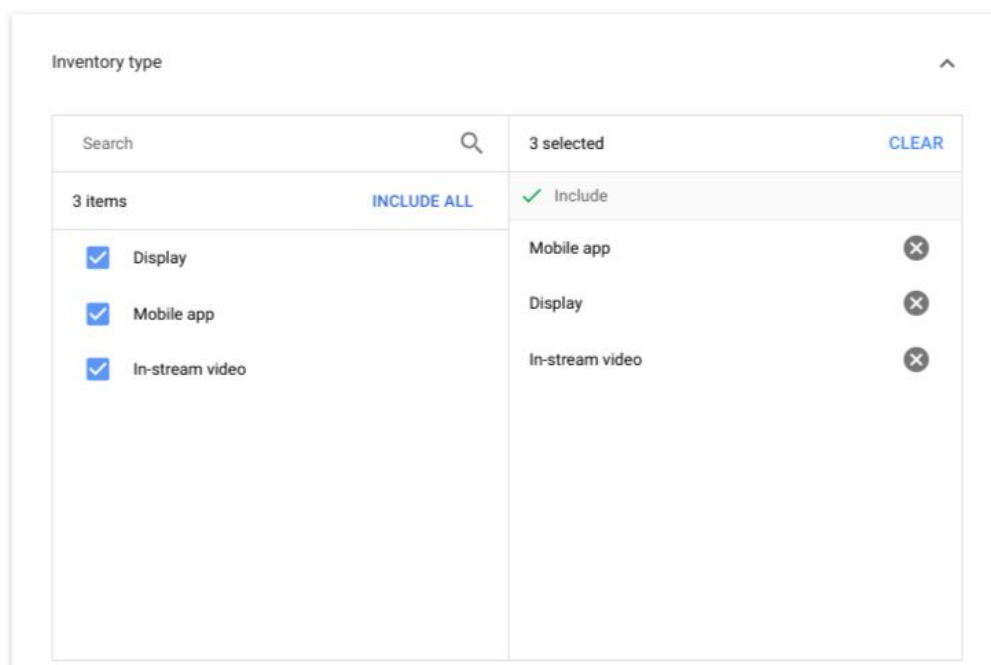 Inventory type
Search
3 items INCLUDE ALL
Display
Mobile app
In-stream video
3 selected CLEAR
Include
Mobile app
Display
In-stream video